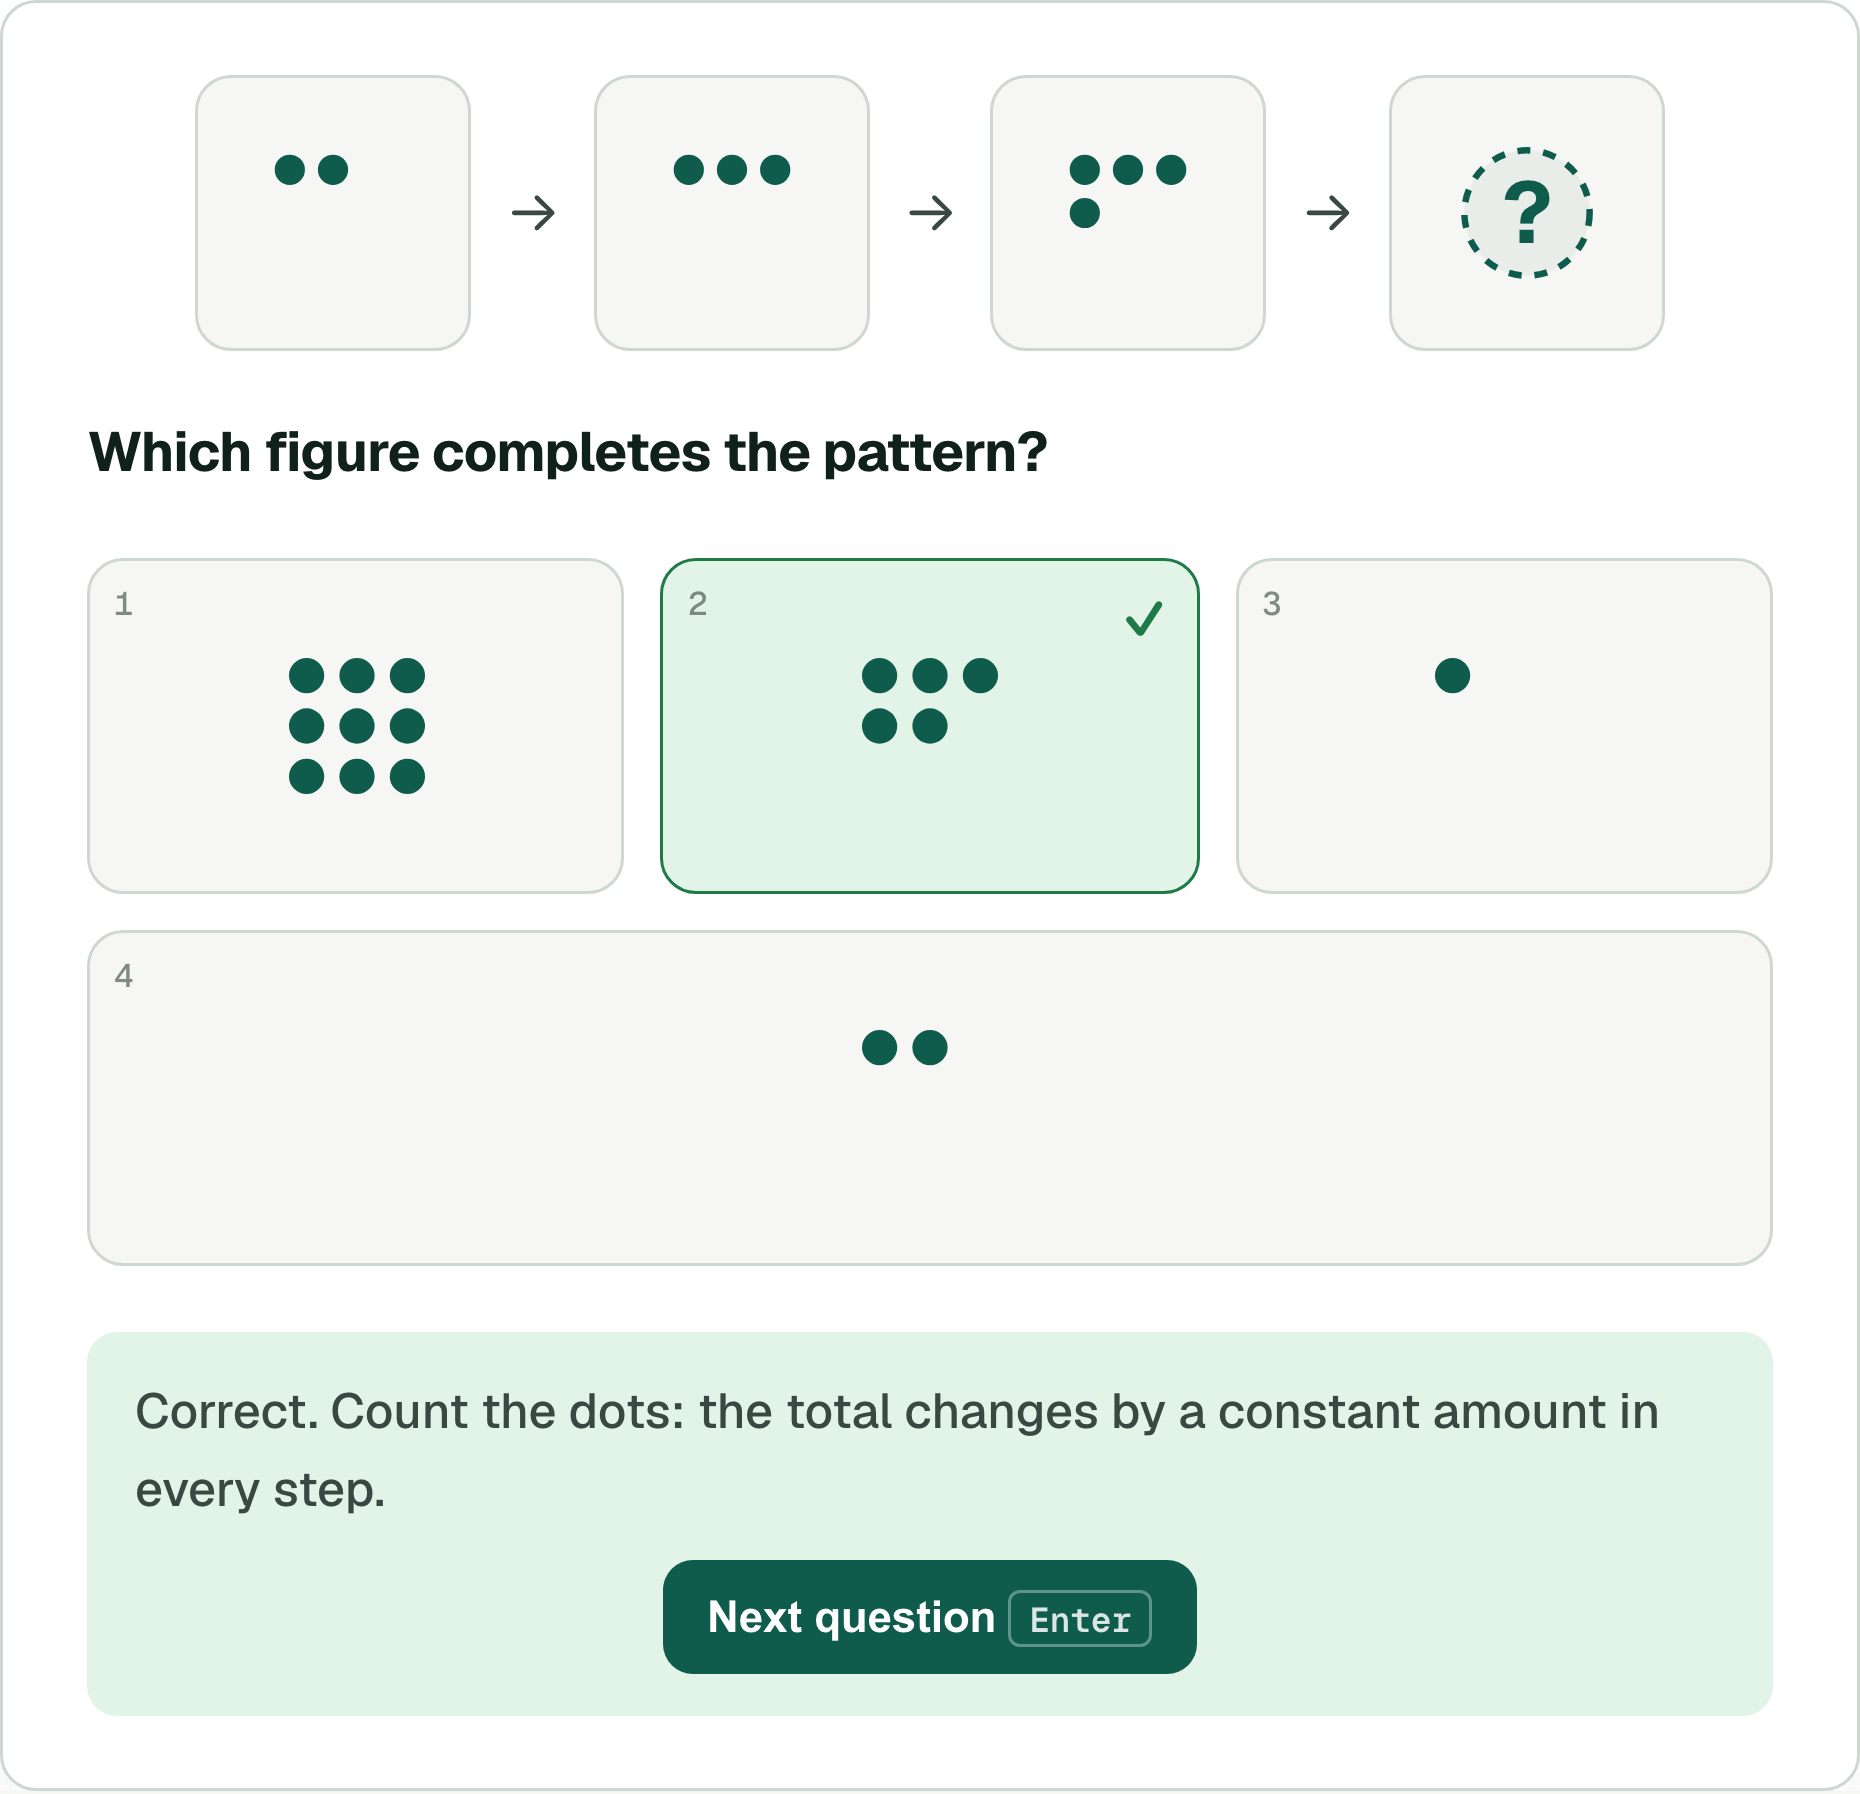 ?
Which figure completes the pattern?
1
2
3
4
Correct. Count the dots: the total changes by a constant amount in
every step.
Next question Enter